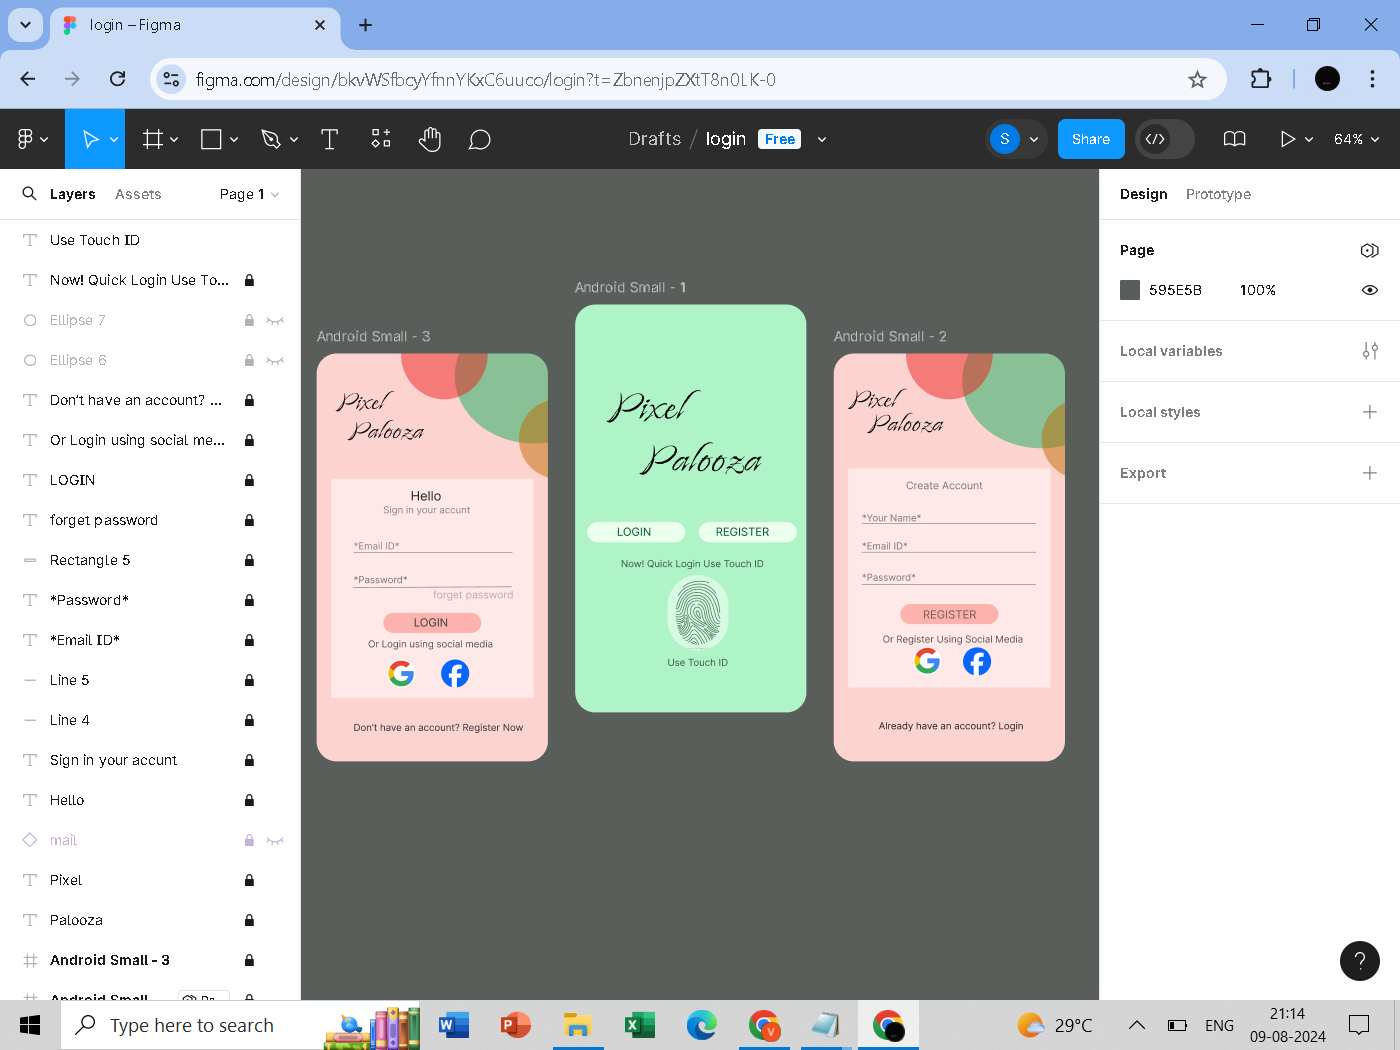 login – Figma
figma.com/design/bkvWSfbcyYfnnYKxC6uuco/login?t=ZbnenjpZXtT8n0LK-0
Drafts / login Free
S
Share
64%
Layers Assets Page 1
Use Touch ID
Now! Quick Login Use To...
Ellipse 7
Ellipse 6
Don't have an account? ...
Or Login using social me...
LOGIN
forget password
Rectangle 5
*Password*
*Email ID*
Line 5
Line 4
Sign in your accunt
Hello
mail
Pixel
Palooza
Android Small - 3
Android Small - 3
Pixel
Palooza
Hello
Sign in your accunt
*Email ID*
*Password*
forget password
LOGIN
Or Login using social media
Don't have an account? Register Now
Android Small - 1
Pixel
Palooza
LOGIN REGISTER
Now! Quick Login Use Touch ID
Use Touch ID
Android Small - 2
Pixel
Palooza
Create Account
*Your Name*
*Email ID*
*Password*
REGISTER
Or Register Using Social Media
Already have an account? Login
Design Prototype
Page
595E5B 100%
Local variables
Local styles
Export
?
Type here to search
29°C
ENG
21:14
09-08-2024